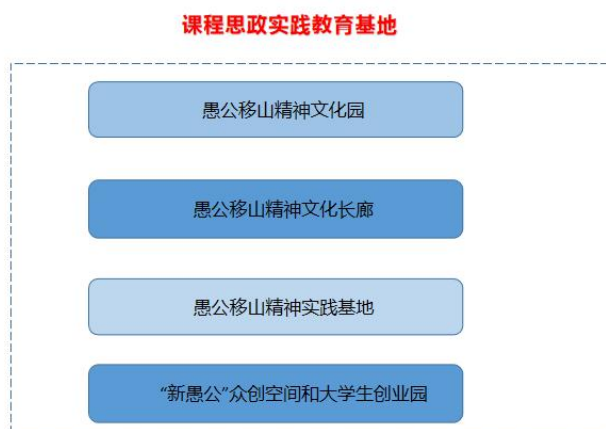 课程思政实践教育基地
愚公移山精神文化园
愚公移山精神文化长廊
愚公移山精神实践基地
“新愚公”众创空间和大学生创业园